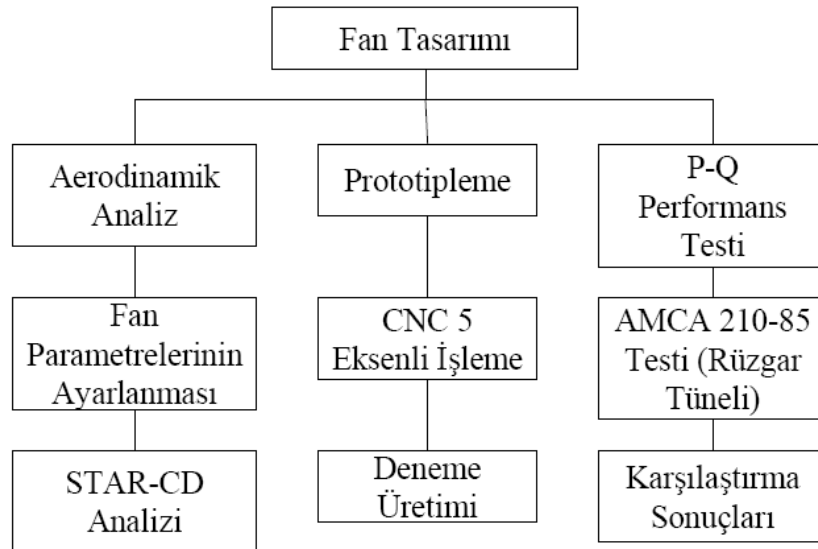 Fan Tasarımı
Aerodinamik
Analiz
Prototipleme
P-Q
Performans
Testi
Fan
Parametrelerinin
Ayarlanması
CNC 5
Eksenli İşleme
AMCA 210-85
Testi (Rüzgar
Tüneli)
STAR-CD
Analizi
Deneme
Üretimi
Karşılaştırma
Sonuçları